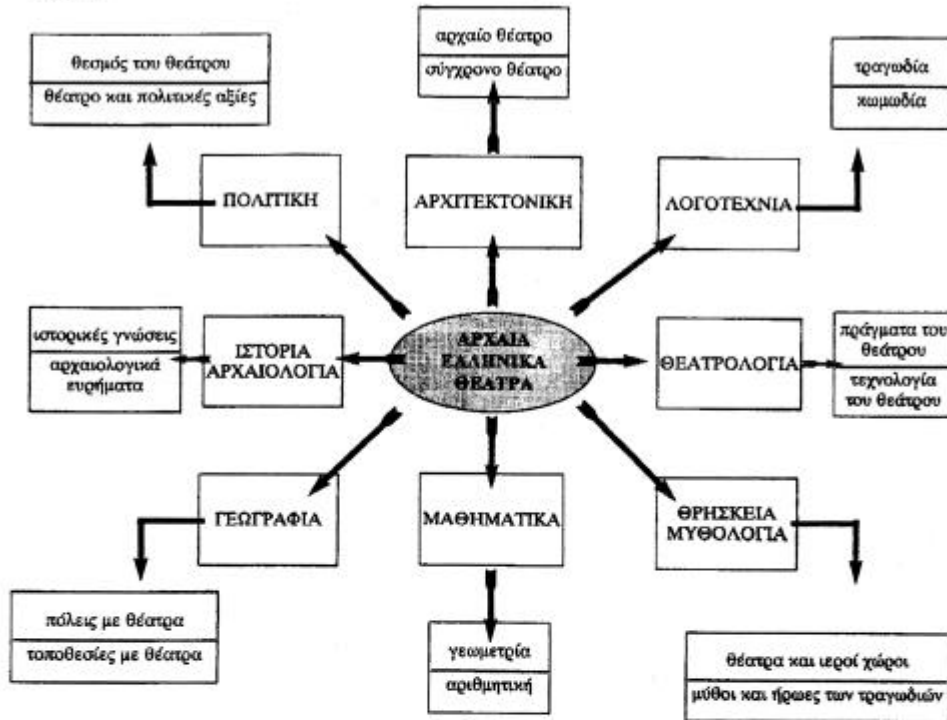 αρχαίο θέατρο
σύγχρονο θέατρο
θεσμός του θεάτρου
θέατρο και πολιτικές αξίες
τραγωδία
κωμωδία
ΠΟΛΙΤΙΚΗ
ΑΡΧΙΤΕΚΤΟΝΙΚΗ
ΛΟΓΟΤΕΧΝΙΑ
ιστορικές γνώσεις
αρχαιολογικά
ευρήματα
ΙΣΤΟΡΙΑ
ΑΡΧΑΙΟΛΟΓΙΑ
ΑΡΧΑΙΑ
ΕΛΛΗΝΙΚΑ
ΘΕΑΤΡΑ
ΘΕΑΤΡΟΛΟΓΙΑ
πράγματα του
θεάτρου
τεχνολογία
του θεάτρου
ΓΕΩΓΡΑΦΙΑ
ΜΑΘΗΜΑΤΙΚΑ
ΘΡΗΣΚΕΙΑ
ΜΥΘΟΛΟΓΙΑ
πόλεις με θέατρα
τοποθεσίες με θέατρα
γεωμετρία
αριθμητική
θέατρα και ιεροί χώροι
μύθοι και ήρωες των τραγωδιών